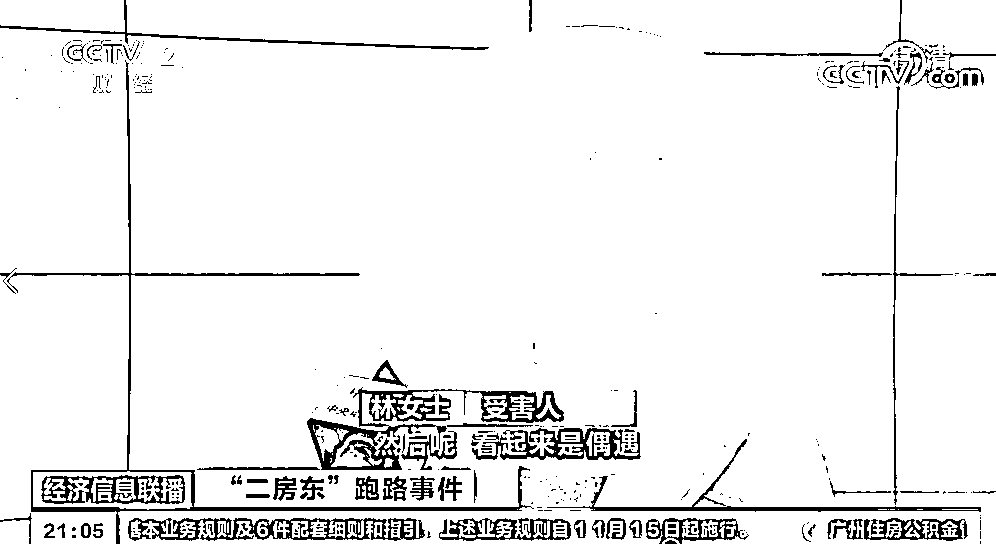 CCTV 2
财经
CCTV.com
林女士 受害人
然后呢 看起来是偶遇
经济信息联播
“二房东”跑路事件
21:05
本业务规则及6件配套细则和指引。上述业务规则自11月15日起施行。
广州住房公积金